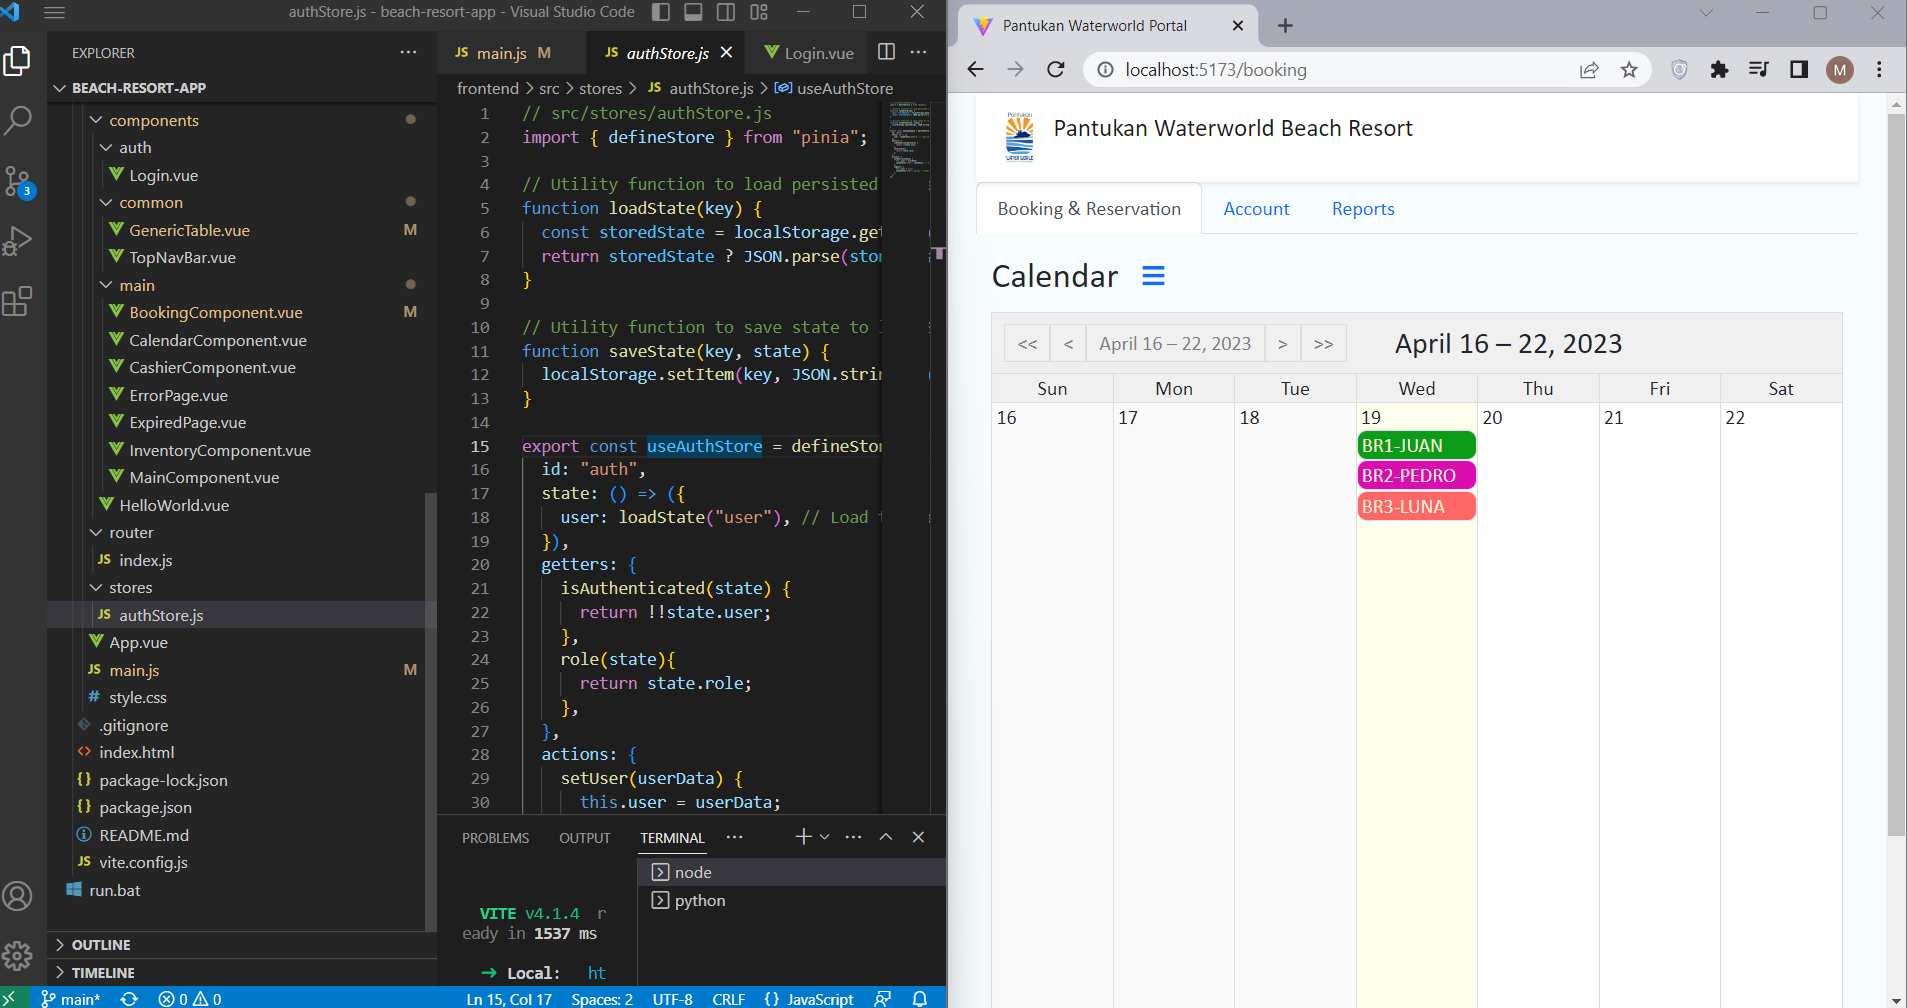 authStore.js - beach-resort-app - Visual Studio Code
EXPLORER
BEACH-RESORT-APP
components
auth
Login.vue
common
GenericTable.vue M
TopNavBar.vue
main
BookingComponent.vue M
CalendarComponent.vue
CashierComponent.vue
ErrorPage.vue
ExpiredPage.vue
InventoryComponent.vue
MainComponent.vue
HelloWorld.vue
router
JS index.js
stores
JS authStore.js
App.vue
JS main.js M
# style.css
.gitignore
<> index.html
{} package-lock.json
{} package.json
README.md
JS vite.config.js
run.bat
OUTLINE
TIMELINE
3
JS main.js M
JS authStore.js
Login.vue
frontend > src > stores > JS authStore.js > useAuthStore
1 // src/stores/authStore.js
2 import { defineStore } from "pinia";
3
4 // Utility function to load persisted
5 function loadState(key) {
6 const storedState = localStorage.get
7 return storedState ? JSON.parse(stor
8 }
9
10 // Utility function to save state to
11 function saveState(key, state) {
12 localStorage.setItem(key, JSON.strin
13 }
14
15 export const useAuthStore = defineStor
16 id: "auth",
17 state: () => ({
18 user: loadState("user"), // Load
19 }),
20 getters: {
21 isAuthenticated(state) {
22 return !!state.user;
23 },
24 role(state){
25 return state.role;
26 },
27 },
28 actions: {
29 setUser(userData) {
30 this.user = userData;
PROBLEMS OUTPUT TERMINAL
node
python
VITE v4.1.4 r
eady in 1537 ms
➜ Local: ht
main* 0 0 Ln 15, Col 17 Spaces: 2 UTF-8 CRLF {} JavaScript
Pantukan Waterworld Portal
localhost:5173/booking
M
WATER WORLD
Pantukan Waterworld Beach Resort
Booking & Reservation Account Reports
Calendar
<< < April 16 – 22, 2023 > >> April 16 – 22, 2023
Sun Mon Tue Wed Thu Fri Sat
16 17 18 19 20 21 22
BR1-JUAN
BR2-PEDRO
BR3-LUNA